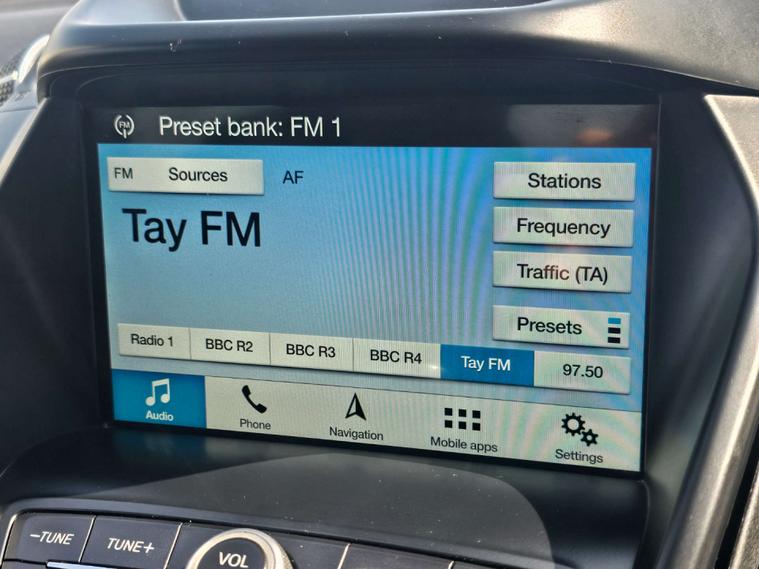 FM Preset bank: FM 1
FM Sources AF Stations
Tay FM Frequency
Traffic (TA)
Presets
Radio 1 BBC R2 BBC R3 BBC R4 Tay FM 97.50
Audio Phone Navigation Mobile apps Settings
-TUNE TUNE+ VOL